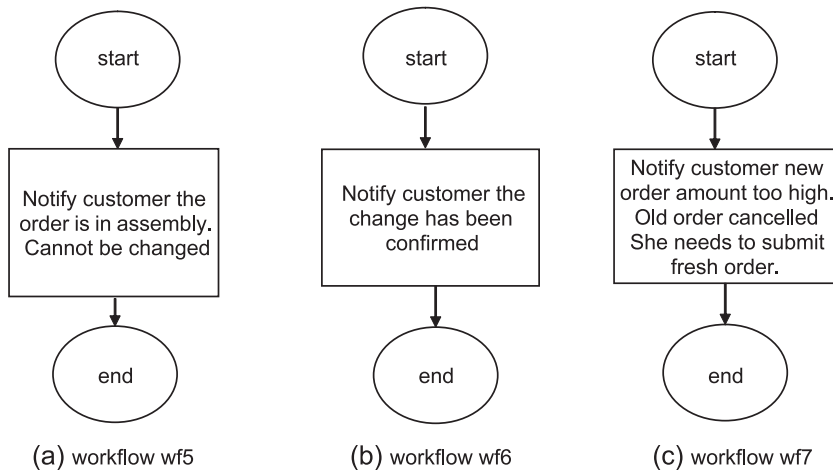 start
start
start
Notify customer the
order is in assembly.
Cannot be changed
Notify customer the
change has been
confirmed
Notify customer new
order amount too high.
Old order cancelled
She needs to submit
fresh order.
end
end
end
(a) workflow wf5
(b) workflow wf6
(c) workflow wf7